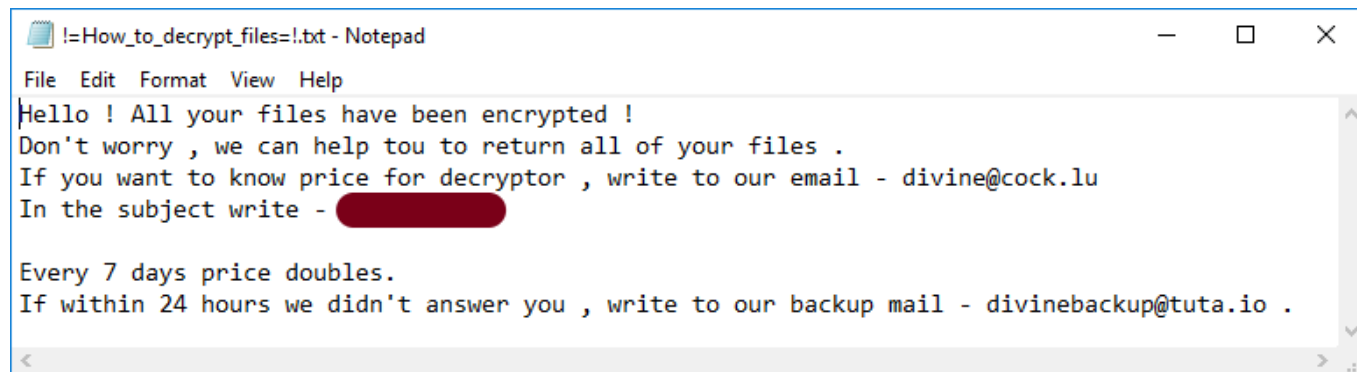 !=How_to_decrypt_files=!.txt - Notepad
File Edit Format View Help
Hello ! All your files have been encrypted !
Don't worry , we can help tou to return all of your files .
If you want to know price for decryptor , write to our email - divine@cock.lu
In the subject write -
Every 7 days price doubles.
If within 24 hours we didn't answer you , write to our backup mail - divinebackup@tuta.io .